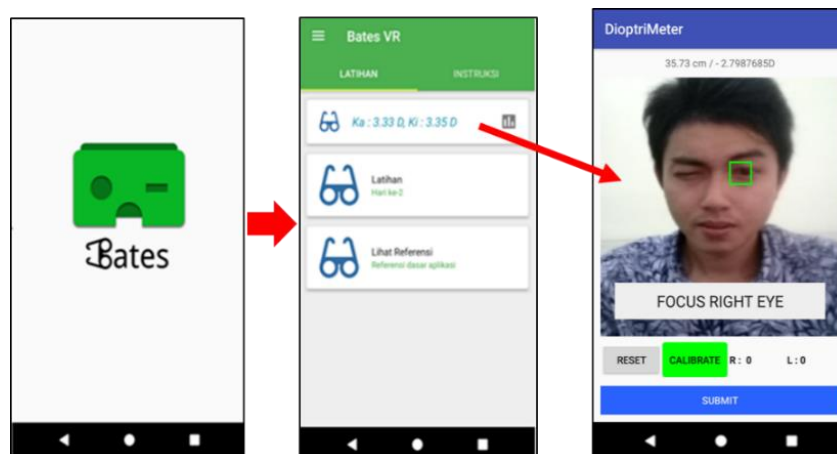 Bates
Bates VR
LATIHAN
INSTRUKSI
Ka : 3.33 D, Ki : 3.35 D
Latihan
Hari ke-2
Lihat Referensi
Referensi dasar aplikasi
DioptriMeter
35.73 cm / - 2.7987685D
FOCUS RIGHT EYE
RESET
CALIBRATE
R : 0
L : 0
SUBMIT